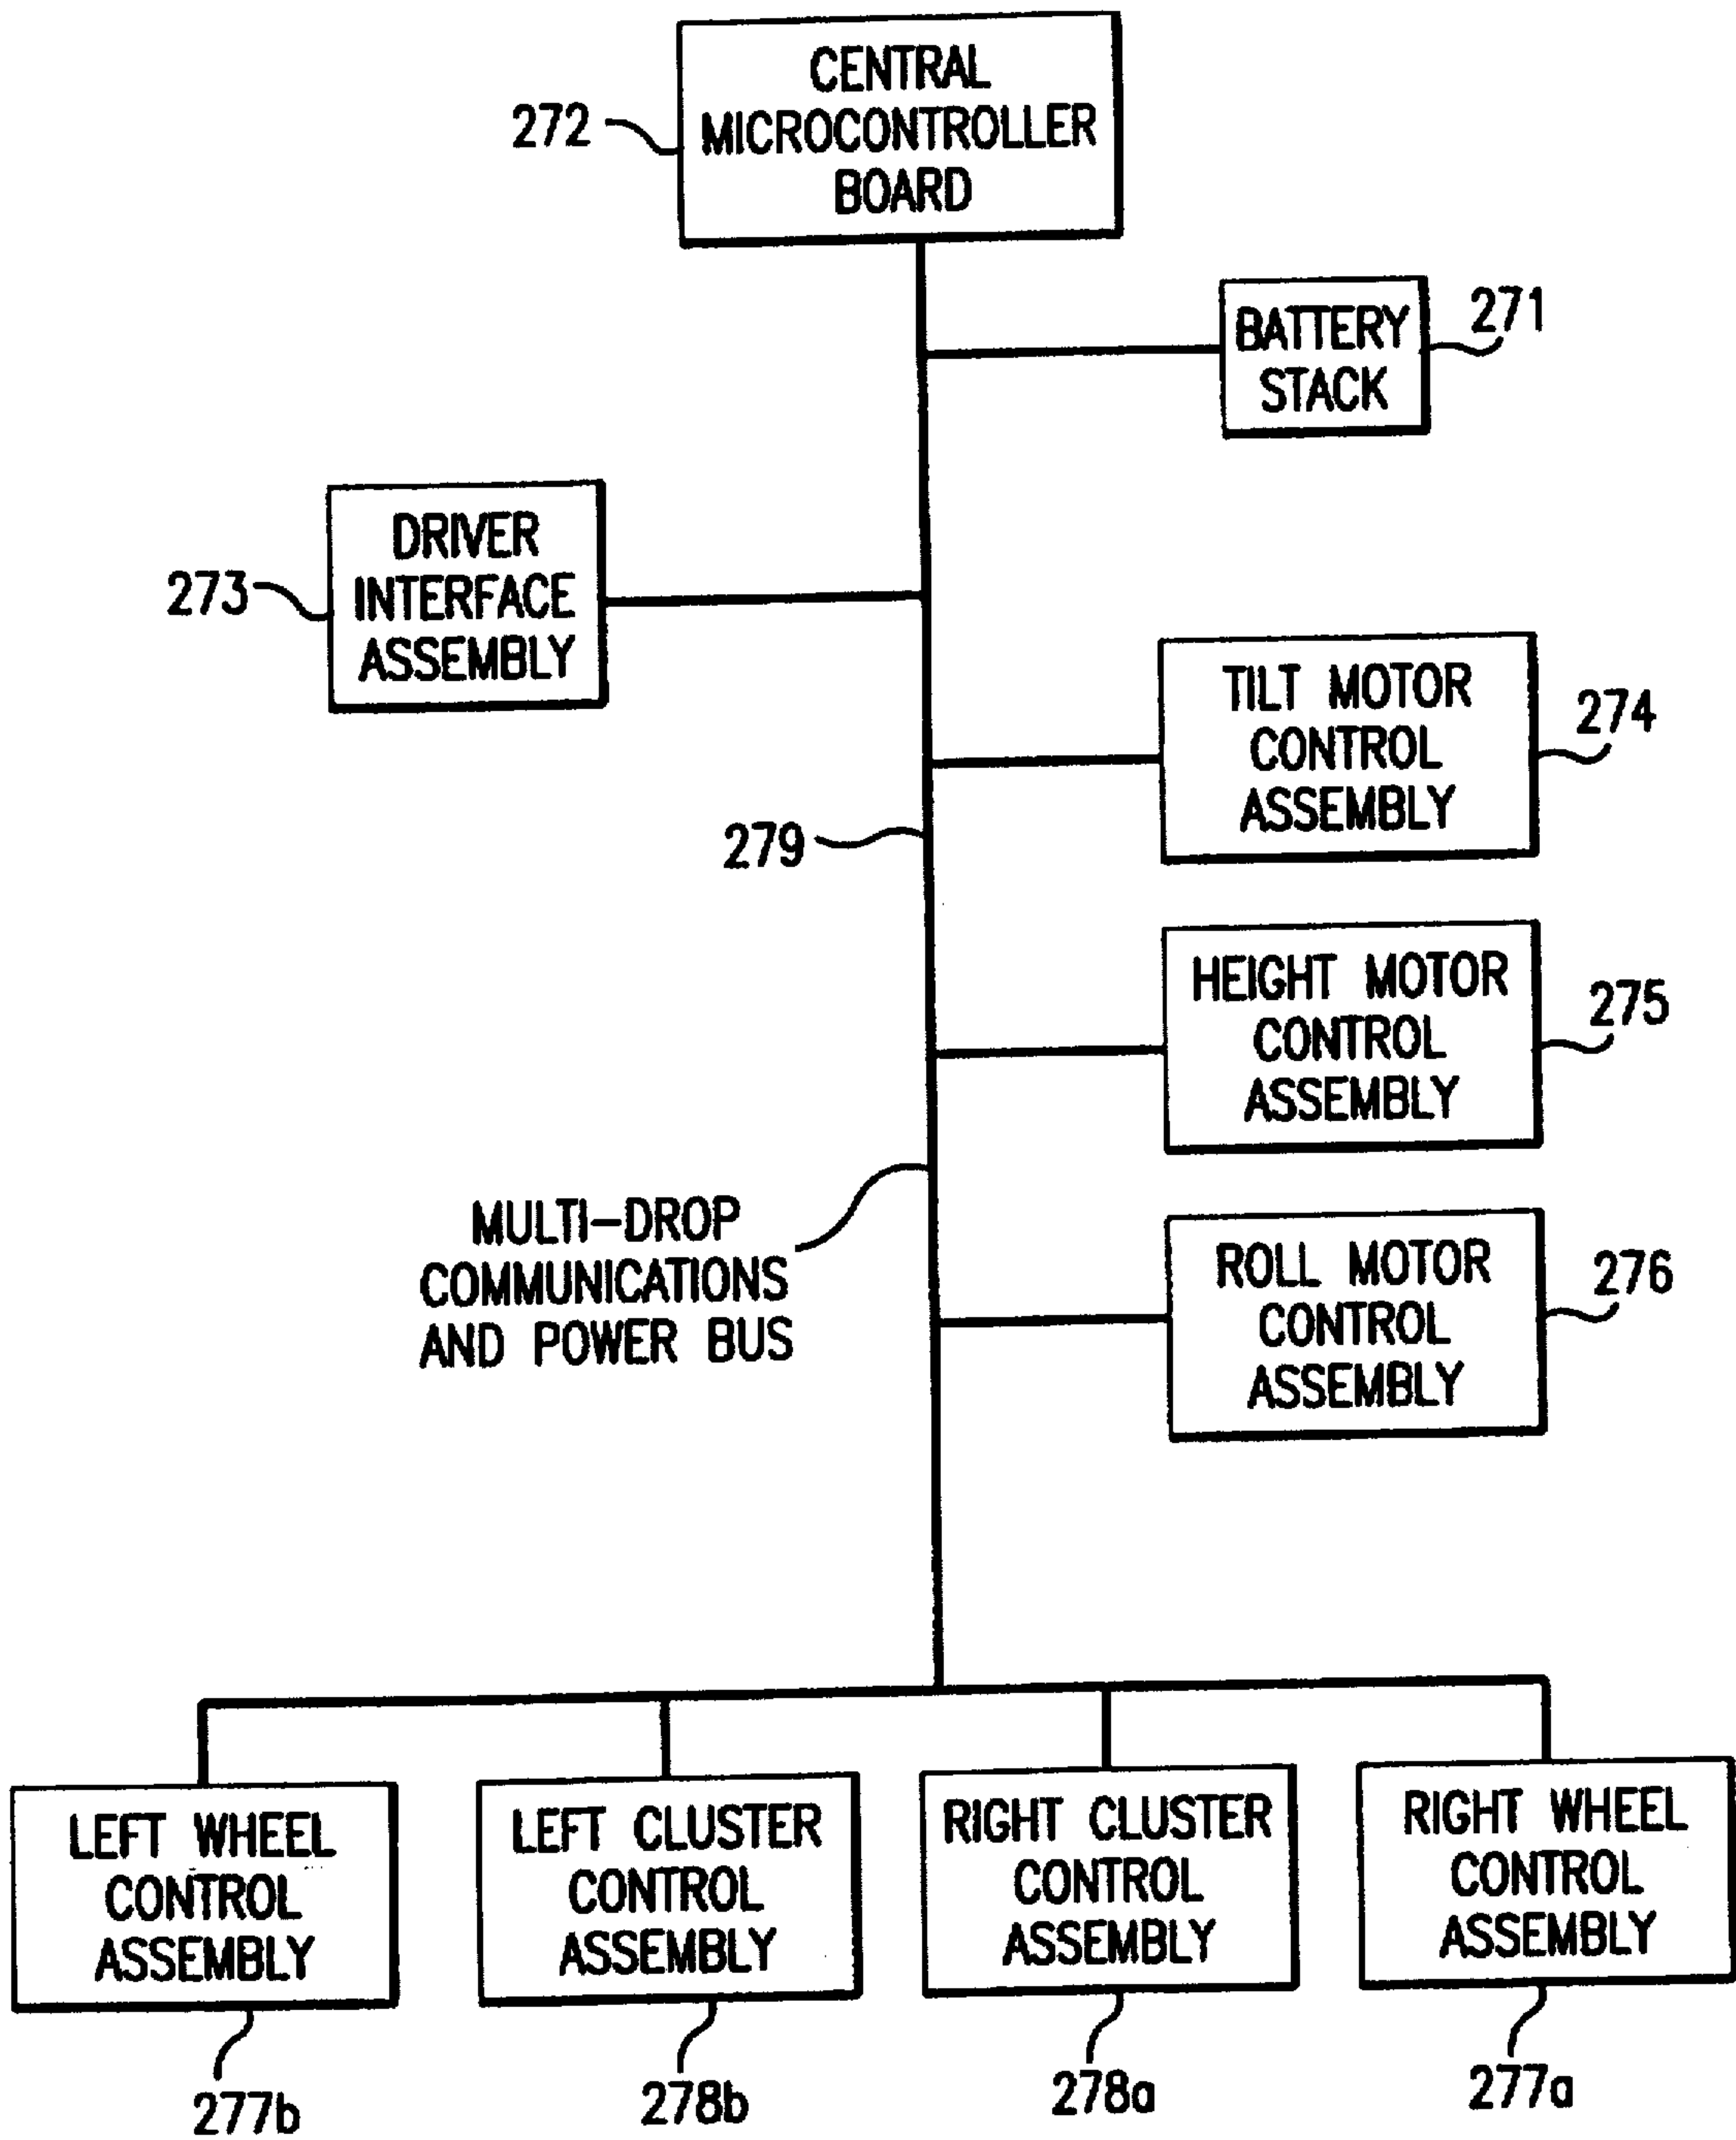 CENTRAL
MICROCONTROLLER
BOARD
272
BATTERY
STACK
271
DRIVER
INTERFACE
ASSEMBLY
273
TILT MOTOR
CONTROL
ASSEMBLY
274
279
HEIGHT MOTOR
CONTROL
ASSEMBLY
275
MULTI-DROP
COMMUNICATIONS
AND POWER BUS
ROLL MOTOR
CONTROL
ASSEMBLY
276
LEFT WHEEL
CONTROL
ASSEMBLY
277b
LEFT CLUSTER
CONTROL
ASSEMBLY
278b
RIGHT CLUSTER
CONTROL
ASSEMBLY
278a
RIGHT WHEEL
CONTROL
ASSEMBLY
277a